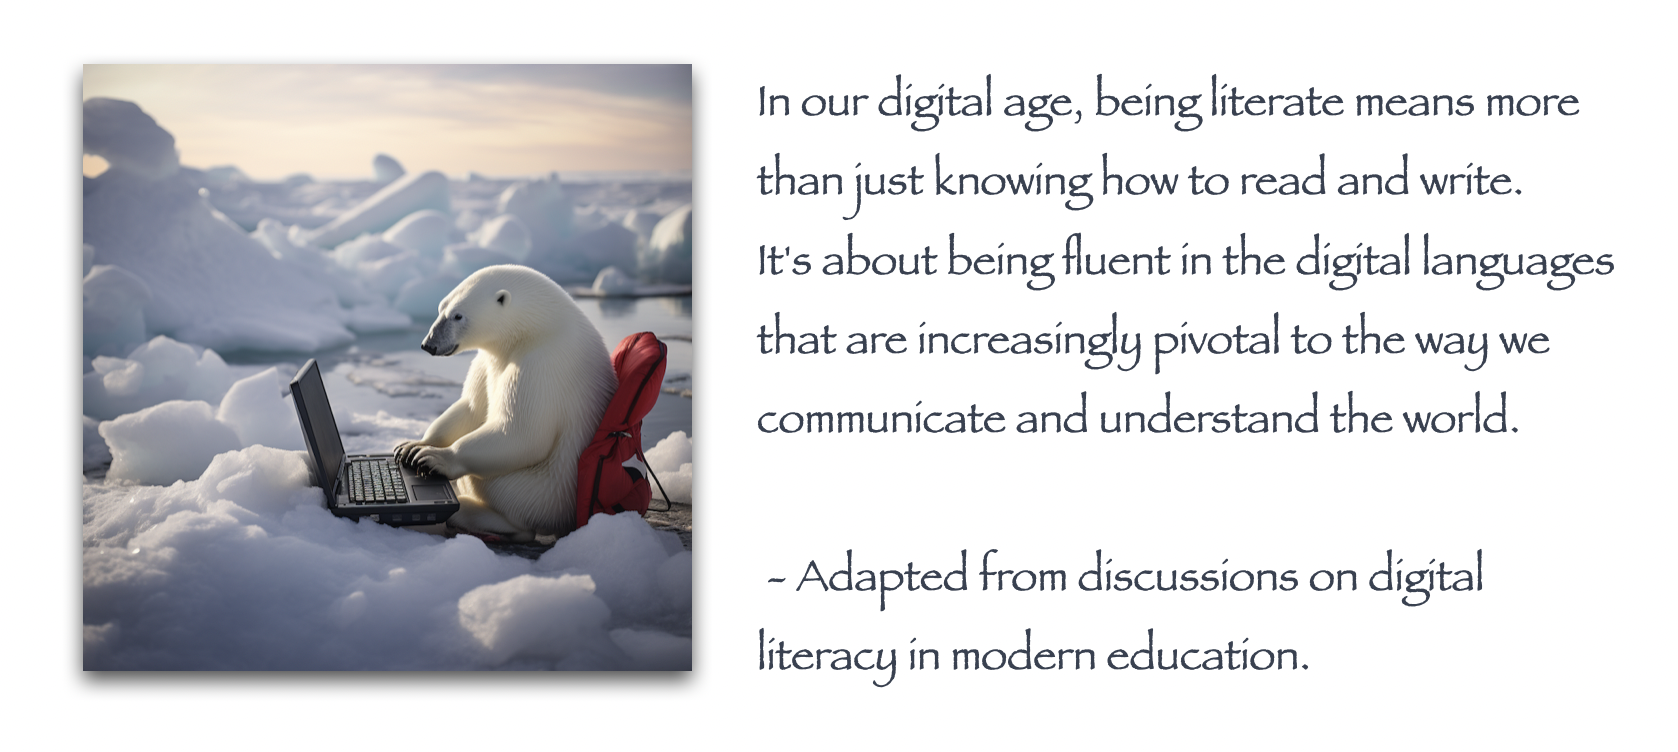 In our digital age, being literate means more
than just knowing how to read and write.
It's about being fluent in the digital languages
that are increasingly pivotal to the way we
communicate and understand the world.
– Adapted from discussions on digital
literacy in modern education.